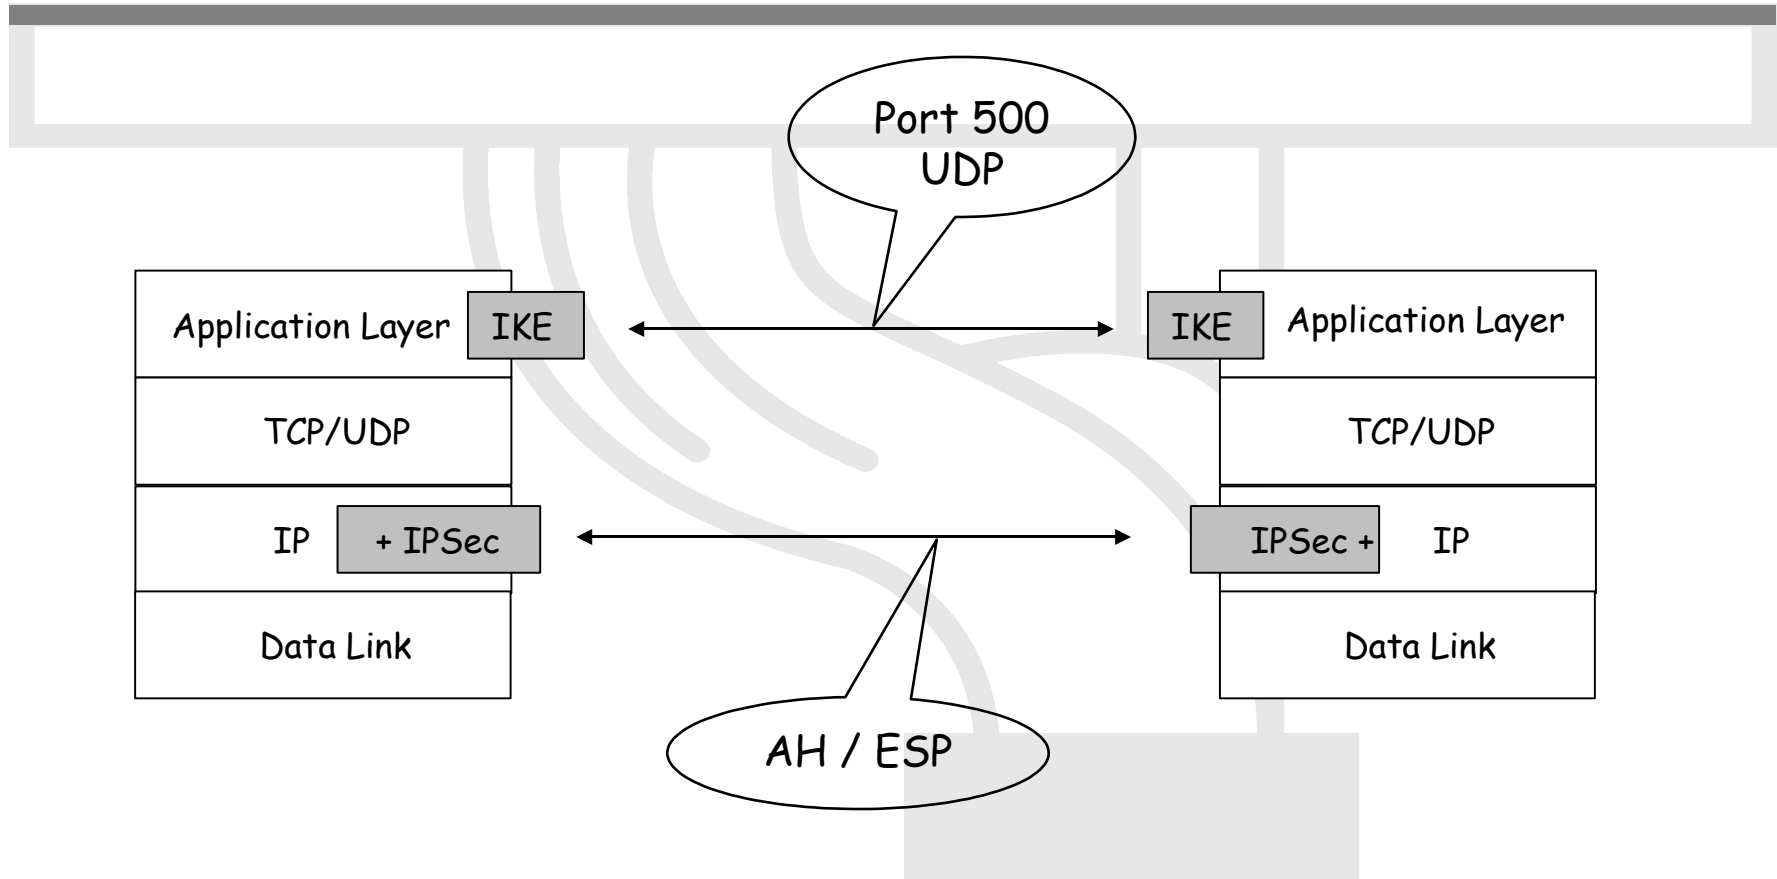 Port 500
UDP
Application Layer
IKE
IKE
Application Layer
TCP/UDP
TCP/UDP
IP
+ IPSec
IPSec +
IP
Data Link
Data Link
AH / ESP